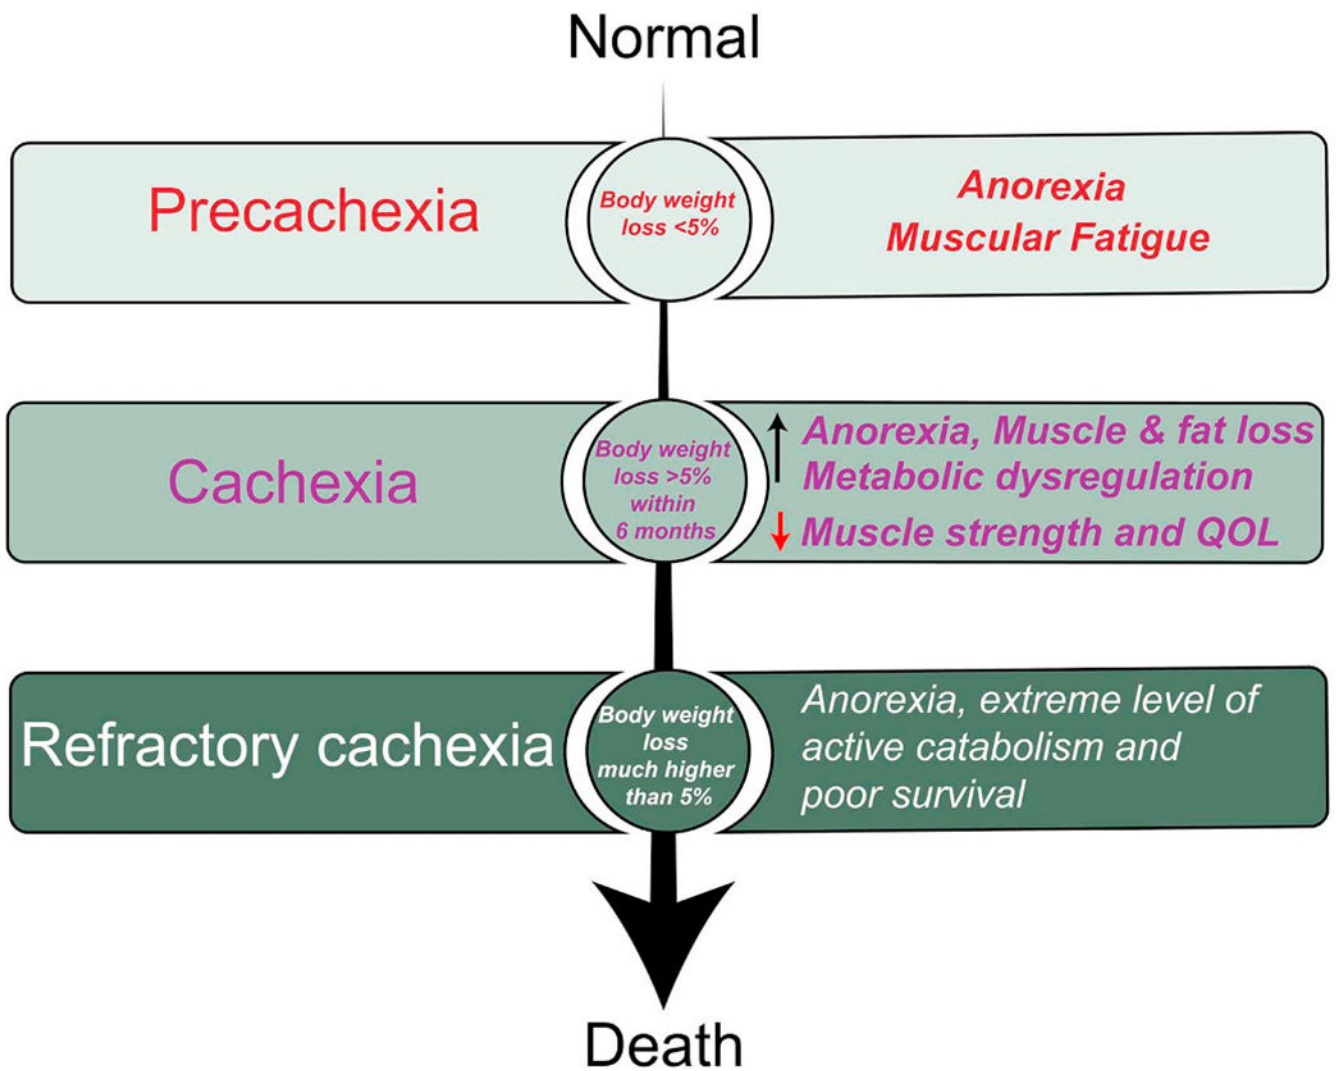 Normal
Precachexia
Body weight
loss <5%
Anorexia
Muscular Fatigue
Cachexia
Body weight
loss >5%
within
6 months
↑ Anorexia, Muscle & fat loss
Metabolic dysregulation
↓ Muscle strength and QOL
Refractory cachexia
Body weight
loss
much higher
than 5%
Anorexia, extreme level of
active catabolism and
poor survival
Death